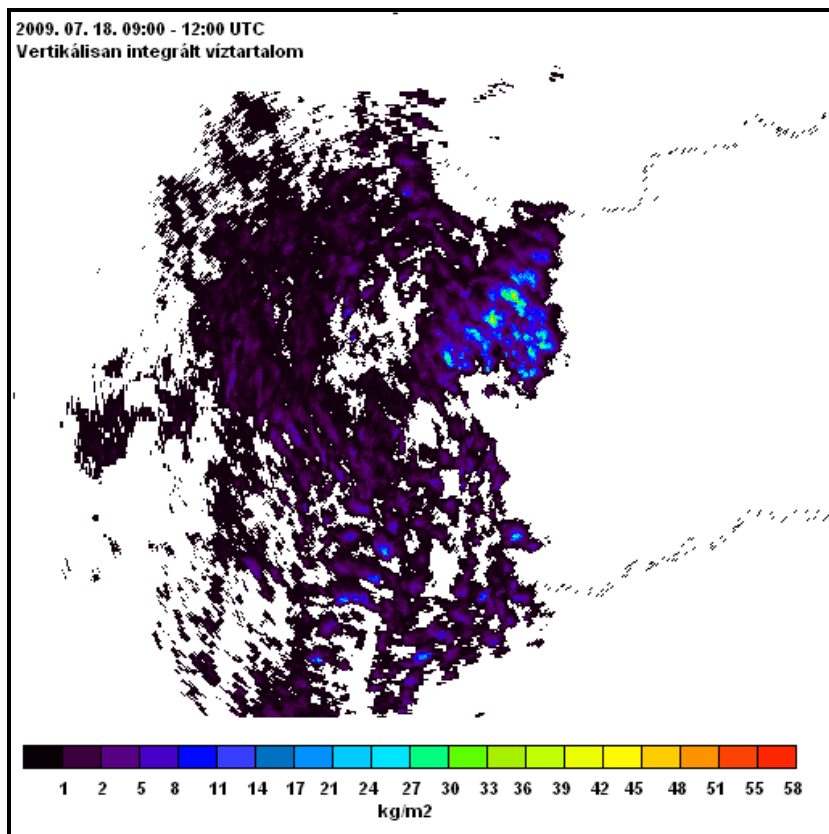 2009. 07. 18. 09:00 - 12:00 UTC
Vertikálisan integrált víztartalom
1 2 5 8 11 14 17 21 24 27 30 33 36 39 42 45 48 51 55 58
kg/m2